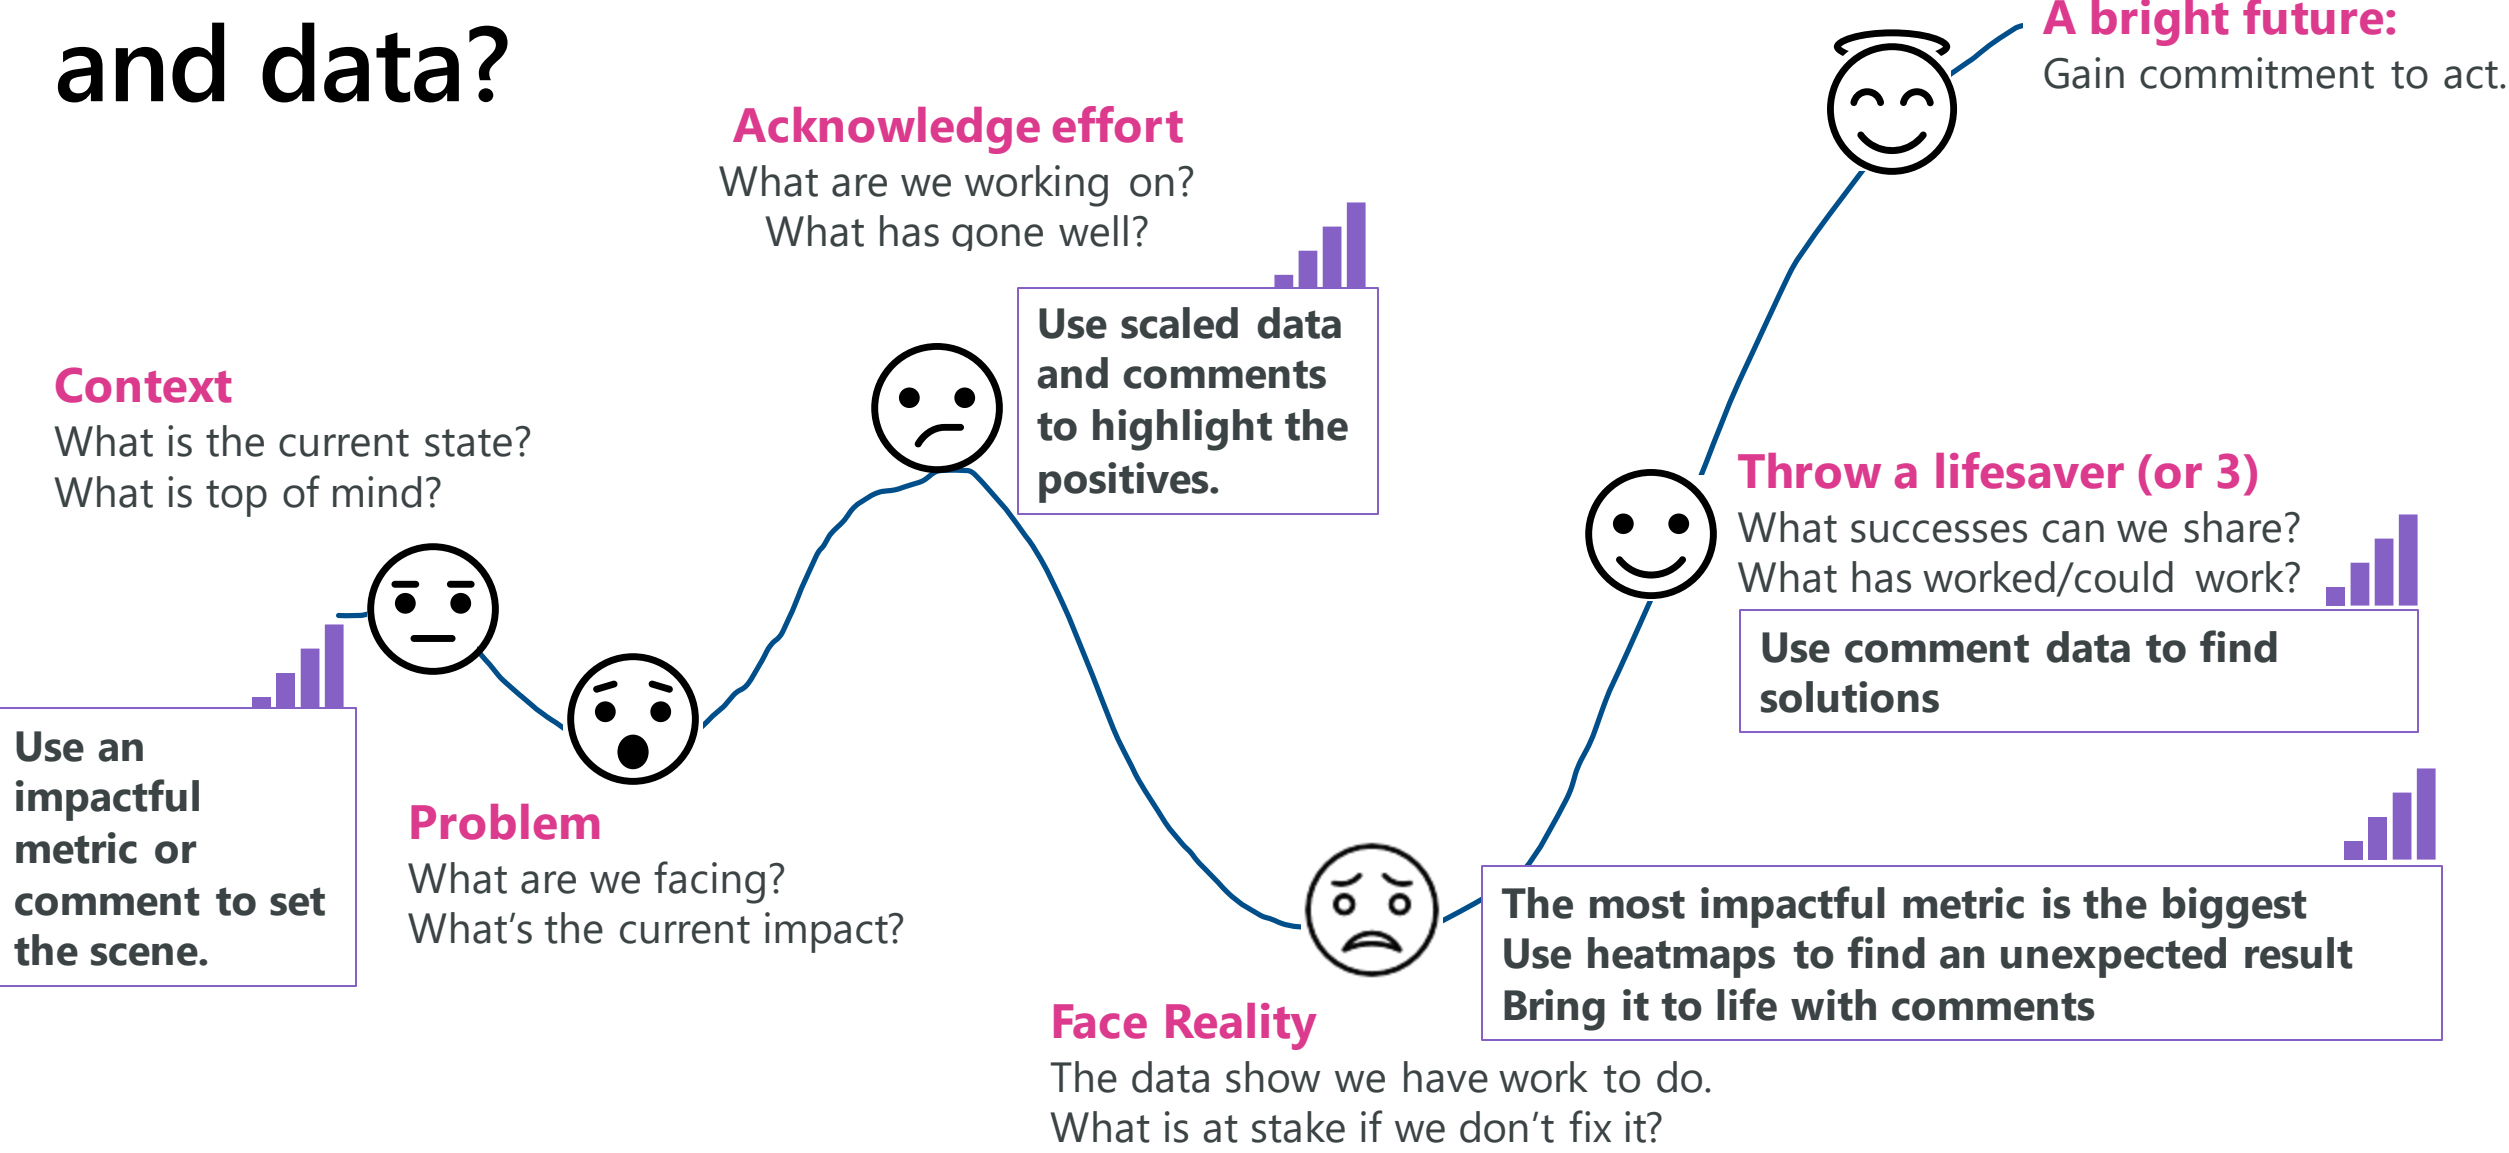 and data?
A bright future:
Gain commitment to act.
Acknowledge effort
What are we working on?
What has gone well?
Use scaled data
and comments
to highlight the
positives.
Context
What is the current state?
What is top of mind?
Use an
impactful
metric or
comment to set
the scene.
Problem
What are we facing?
What’s the current impact?
Throw a lifesaver (or 3)
What successes can we share?
What has worked/could work?
Use comment data to find
solutions
The most impactful metric is the biggest
Use heatmaps to find an unexpected result
Bring it to life with comments
Face Reality
The data show we have work to do.
What is at stake if we don’t fix it?